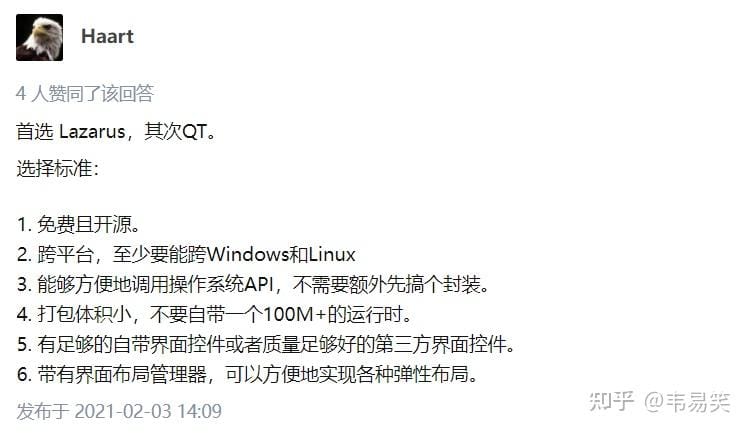 Haart
4 人赞同了该回答
首选 Lazarus，其次QT。
选择标准：
1. 免费且开源。
2. 跨平台，至少要能跨Windows和Linux
3. 能够方便地调用操作系统API，不需要额外先搞个封装。
4. 打包体积小，不要自带一个100M+的运行时。
5. 有足够的自带界面控件或者质量足够好的第三方界面控件。
6. 带有界面布局管理器，可以方便地实现各种弹性布局。
发布于 2021-02-03 14:09
知乎 @韦易笑